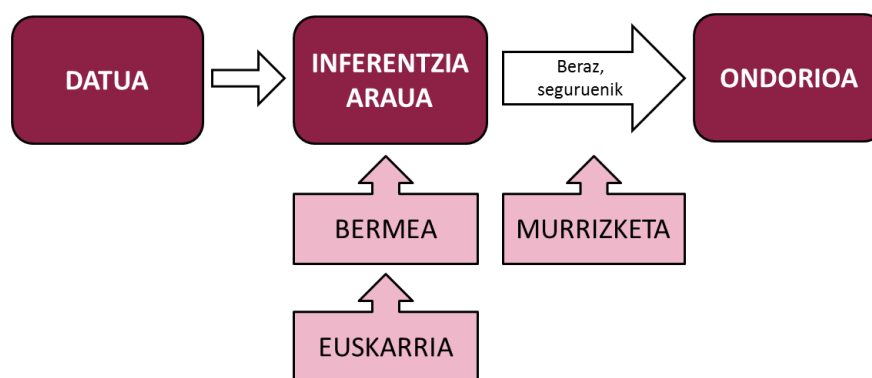 DATUA
INFERENTZIA
ARAUA
Beraz,
seguruenik
ONDORIOA
BERMEA
MURRIZKETA
EUSKARRIA